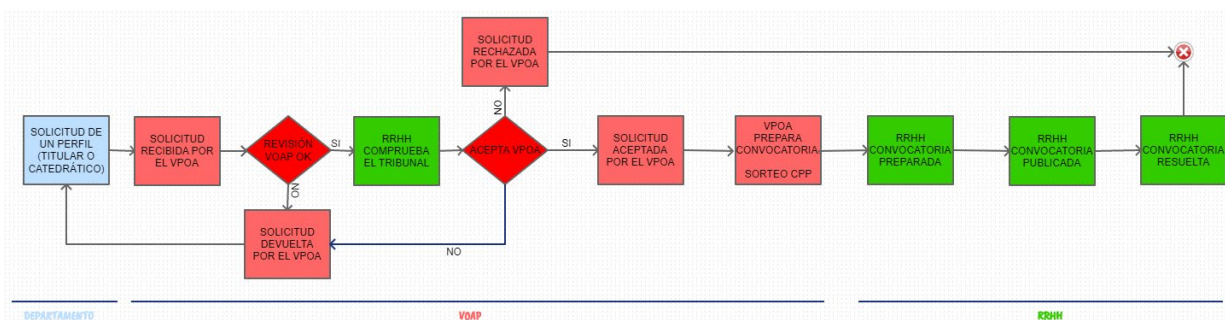 SOLICITUD
RECHAZADA
POR EL VPOA
SOLICITUD DE
UN PERFIL
(TITULAR O
CATEDRÁTICO)
SOLICITUD
RECIBIDA POR
EL VPOA
REVISIÓN
VOAP OK
SI
NO
RRHH
COMPRUEBA
EL TRIBUNAL
ACEPTA VPOA
NO
SI
SOLICITUD
ACEPTADA
POR EL VPOA
VPOA
PREPARA
CONVOCATORIA
SORTEO CPP
RRHH
CONVOCATORIA
PREPARADA
RRHH
CONVOCATORIA
PUBLICADA
RRHH
CONVOCATORIA
RESUELTA
SOLICITUD
DEVUELTA
POR EL VPOA
NO
DEPARTAMENTO
VOAP
RRHH